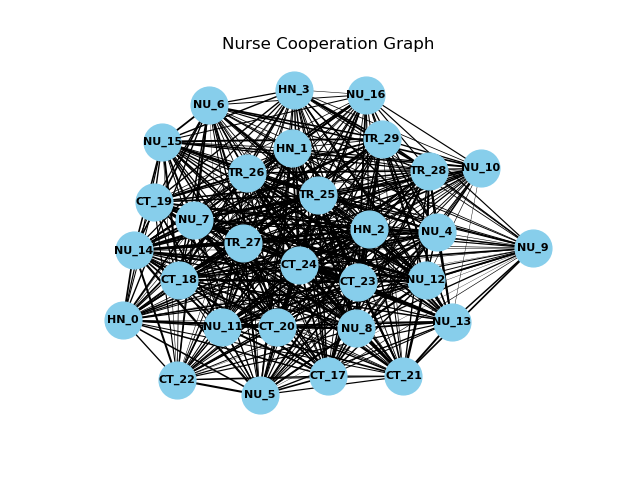 Nurse Cooperation Graph
HN_3
NU_16
NU_6
TR_29
NU_15
HN_1
NU_10
TR_28
TR_26
TR_25
CT_19
NU_7
HN_2
NU_4
TR_27
NU_9
NU_14
CT_24
CT_18
CT_23
NU_12
HN_0
NU_13
NU_11
CT_20
NU_8
CT_22
CT_17
CT_21
NU_5